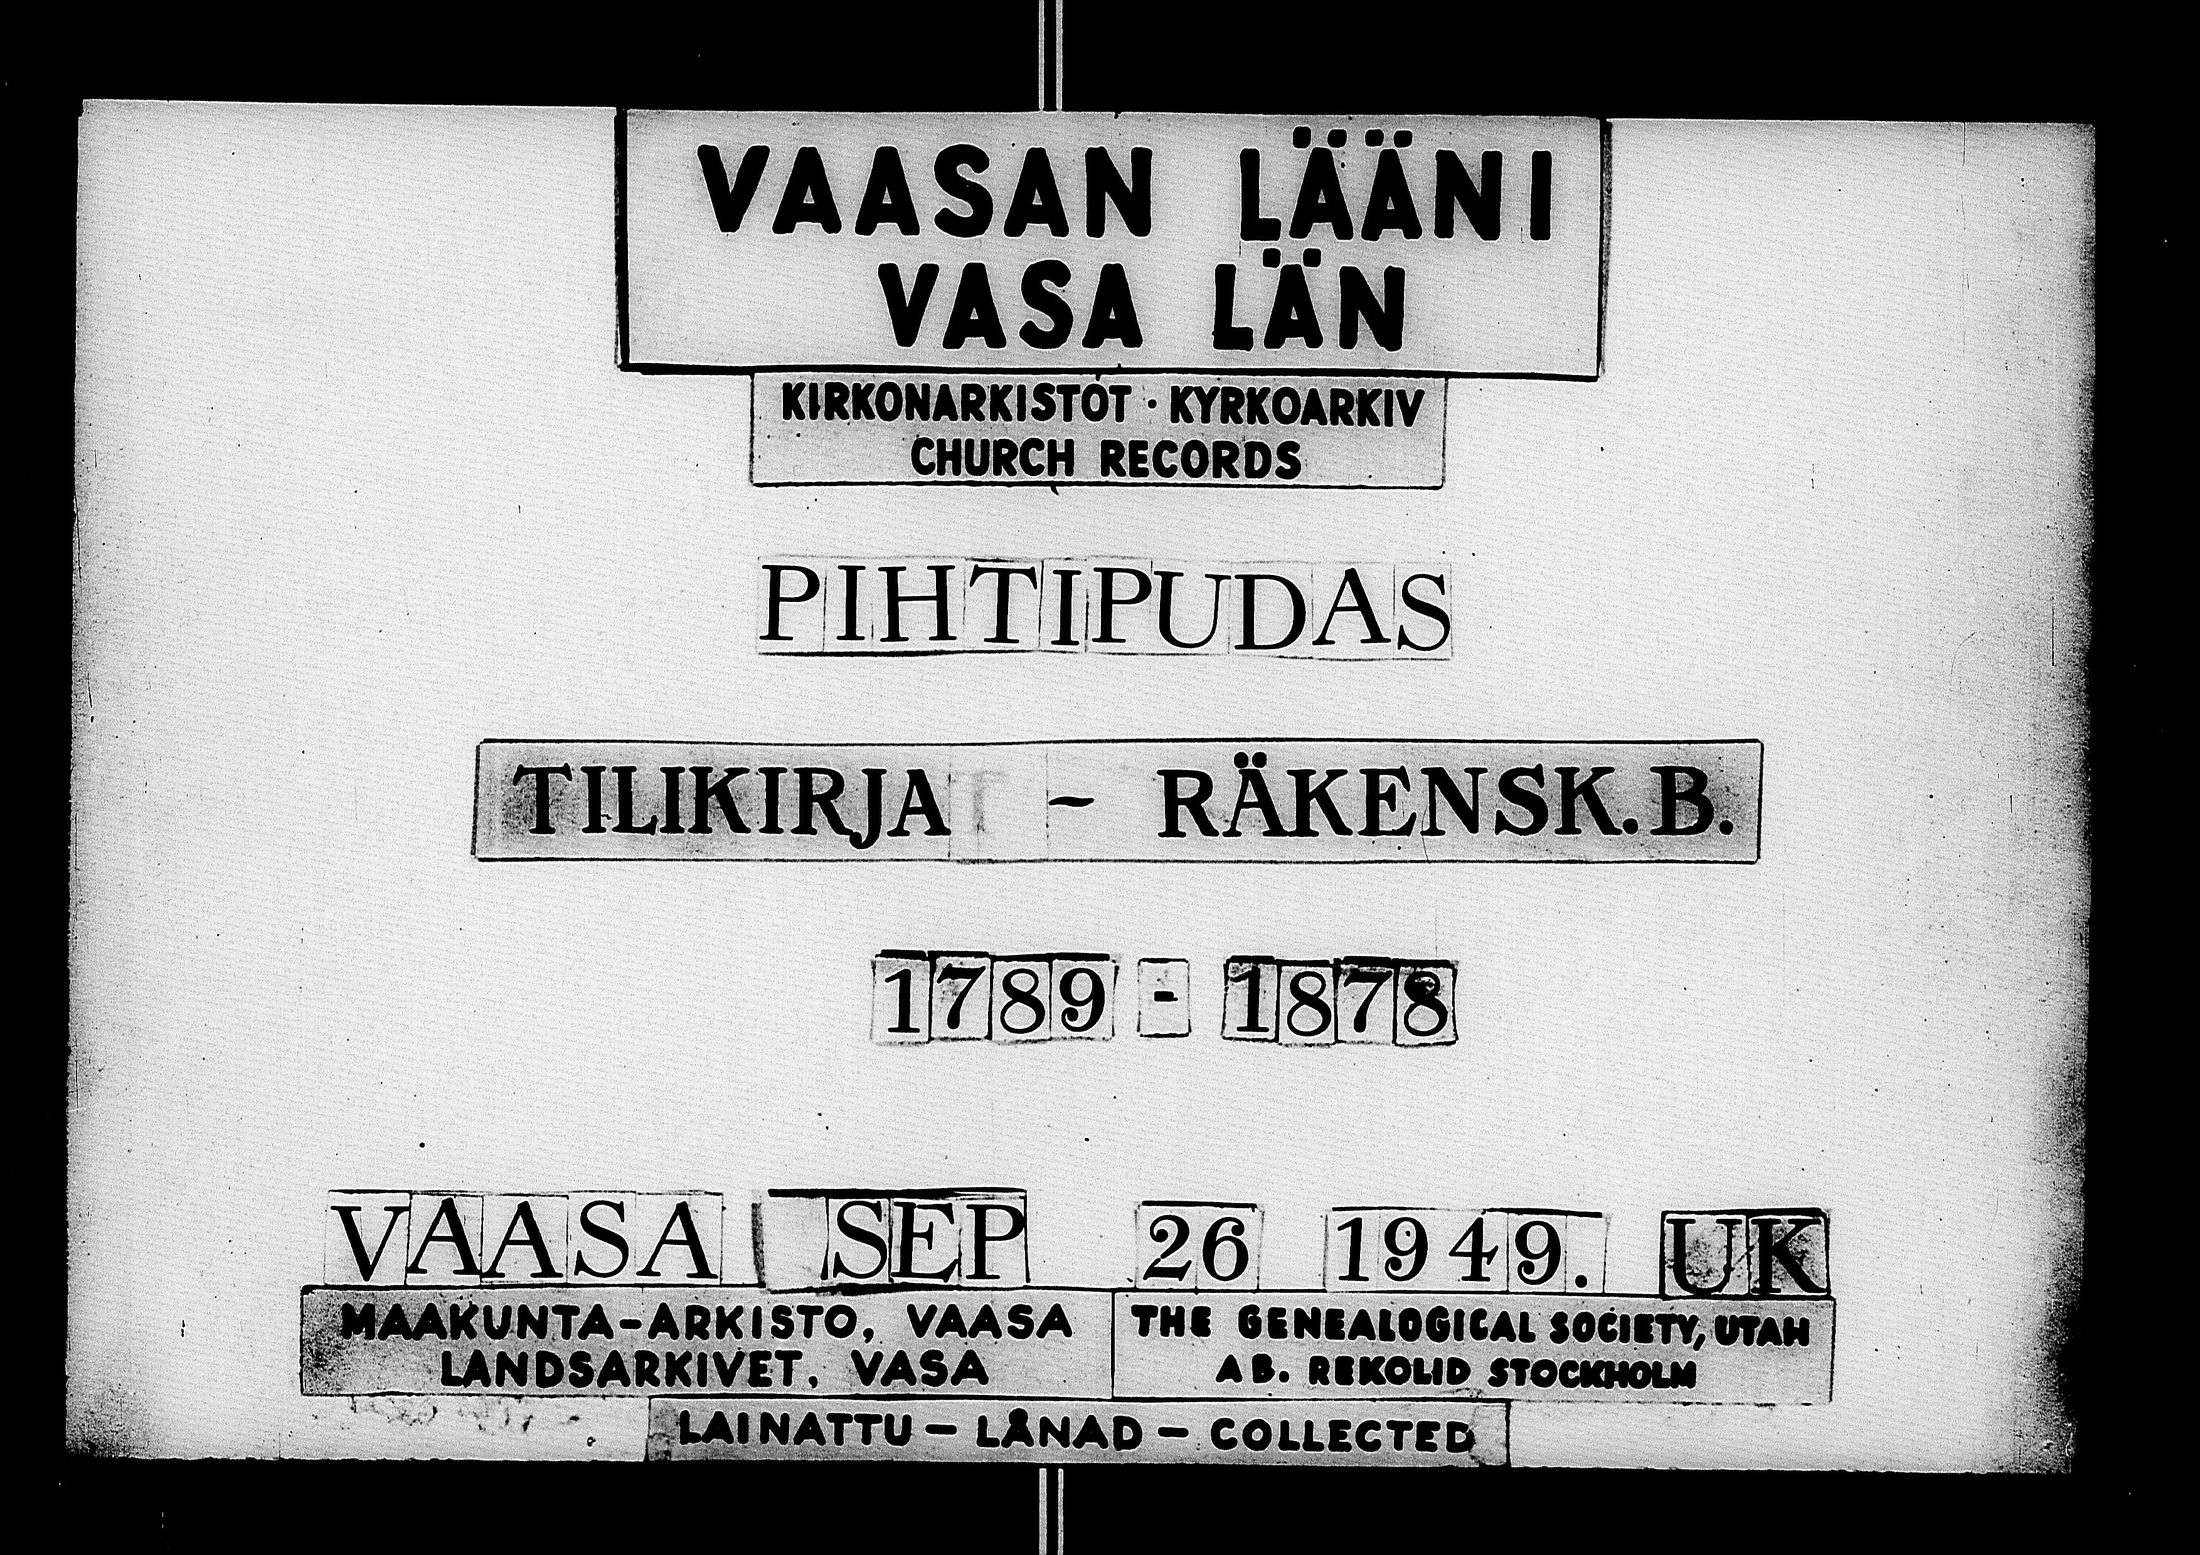 VAASAN LÄÄNI
VASA LÄN
KIRKONARKISTOT · KYRKOARKIV
CHURCH RECORDS
PIHTIPUDAS
TILIKIRJA - RÄKENSK.B.
1789 - 1878
VAASA SEP 26 1949. UK
MAAKUNTA-ARKISTO, VAASA
LANDSARKIVET, VASA
THE GENEALOGICAL SOCIETY, UTAH
AB. REKOLID STOCKHOLM
LAINATTU - LÅNAD - COLLECTED